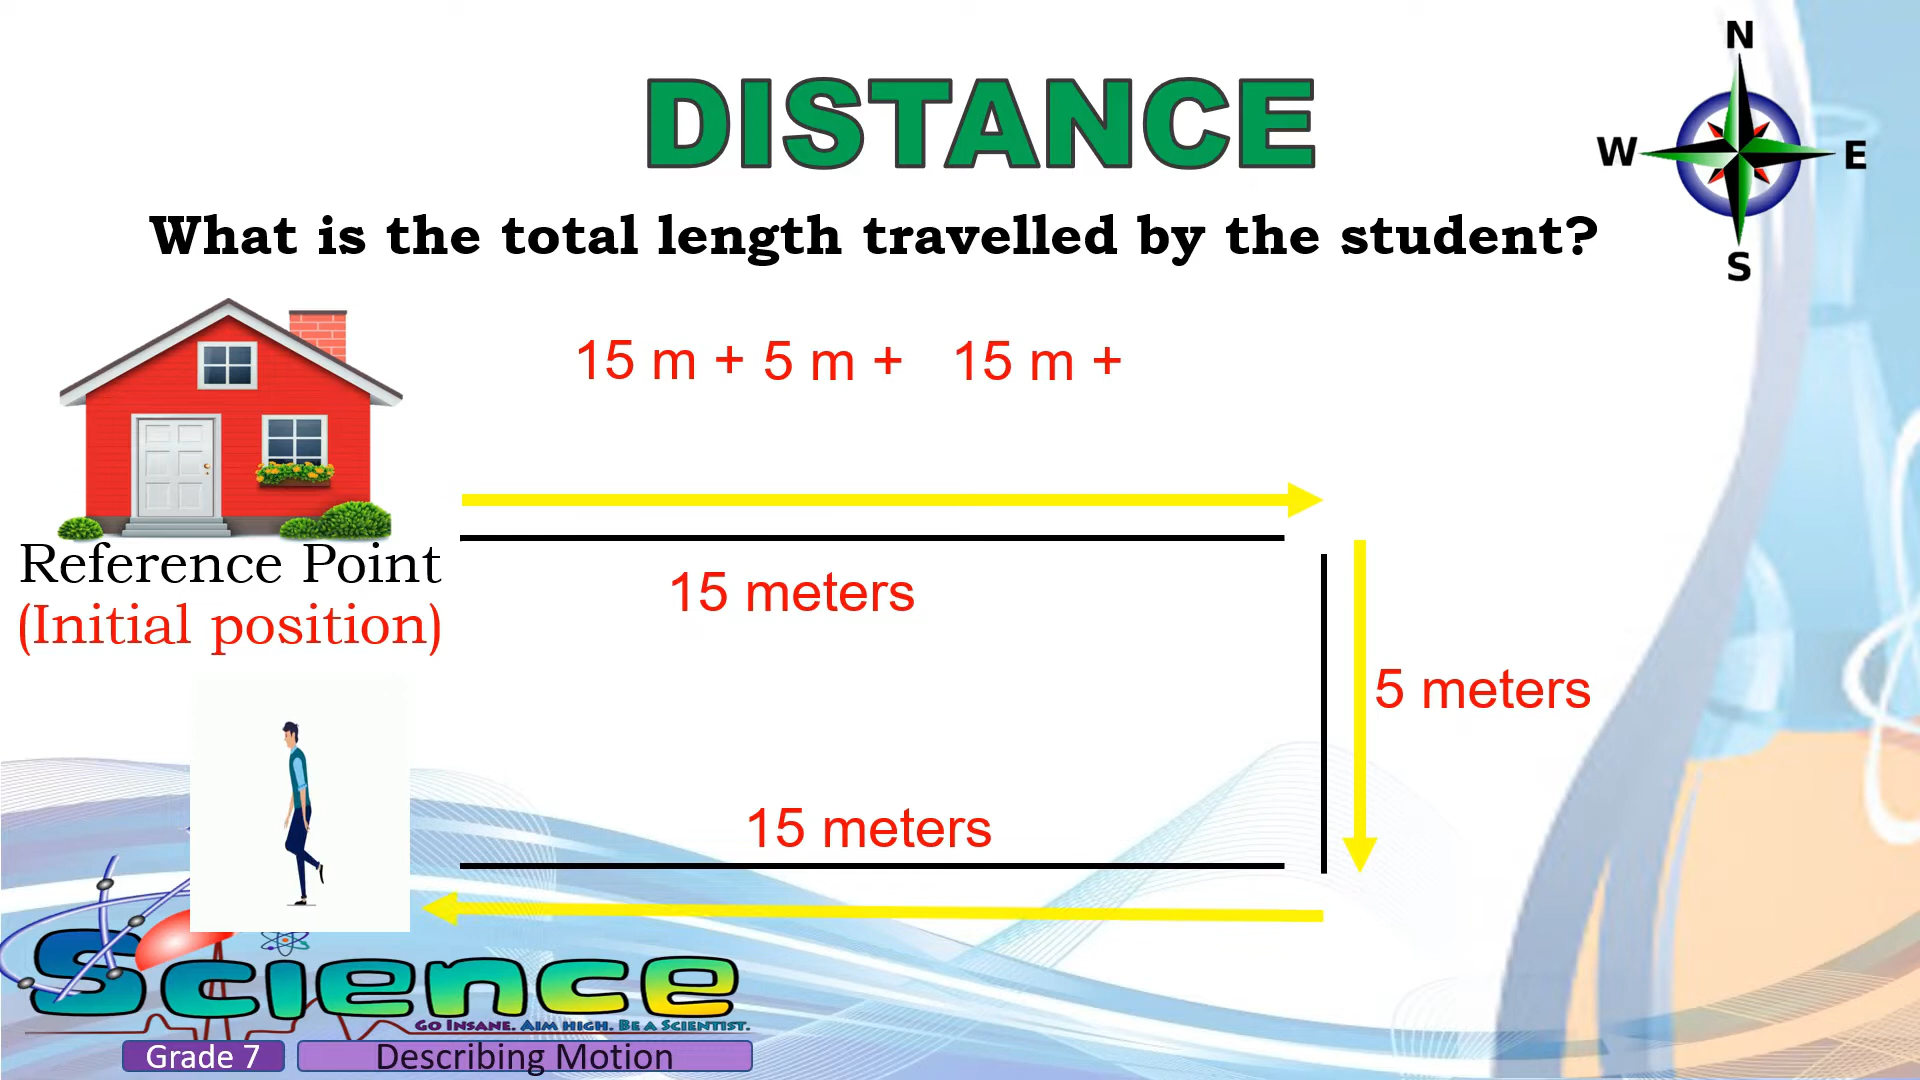 N
DISTANCE
W
E
What is the total length travelled by the student?
S
15 m + 5 m + 15 m +
Reference Point
(Initial position)
15 meters
5 meters
15 meters
Science
GO INSANE. AIM HIGH. BE A SCIENTIST.
Grade 7
Describing Motion